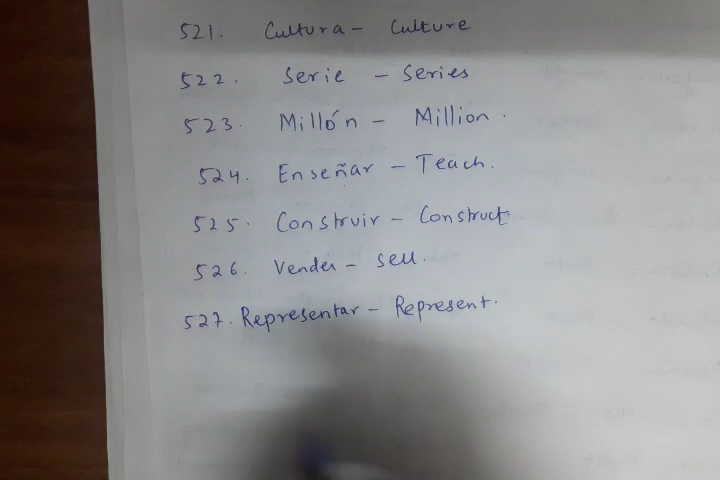 521. Cultura - Culture
522. Serie - Series
523. Millón - Million.
524. Enseñar - Teach.
525. Construir - Construct
526. Vender - Sell.
527. Representar - Represent.